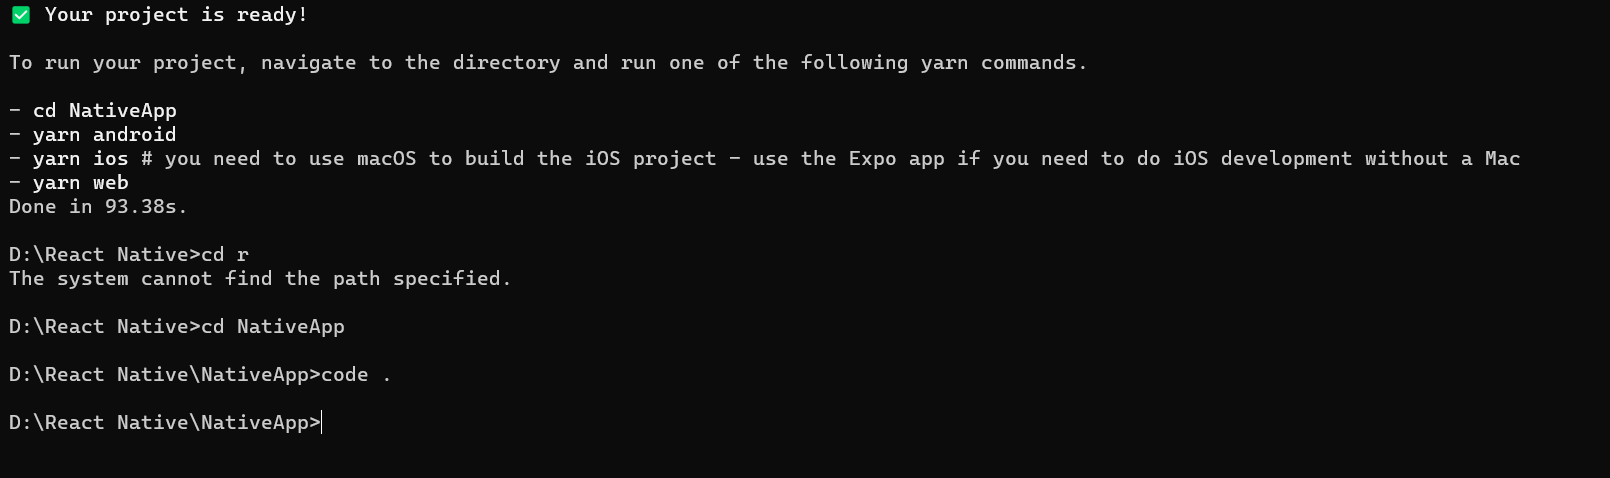 ✅ Your project is ready!
To run your project, navigate to the directory and run one of the following yarn commands.
- cd NativeApp
- yarn android
- yarn ios # you need to use macOS to build the iOS project - use the Expo app if you need to do iOS development without a Mac
- yarn web
Done in 93.38s.
D:\React Native>cd r
The system cannot find the path specified.
D:\React Native>cd NativeApp
D:\React Native\NativeApp>code .
D:\React Native\NativeApp>